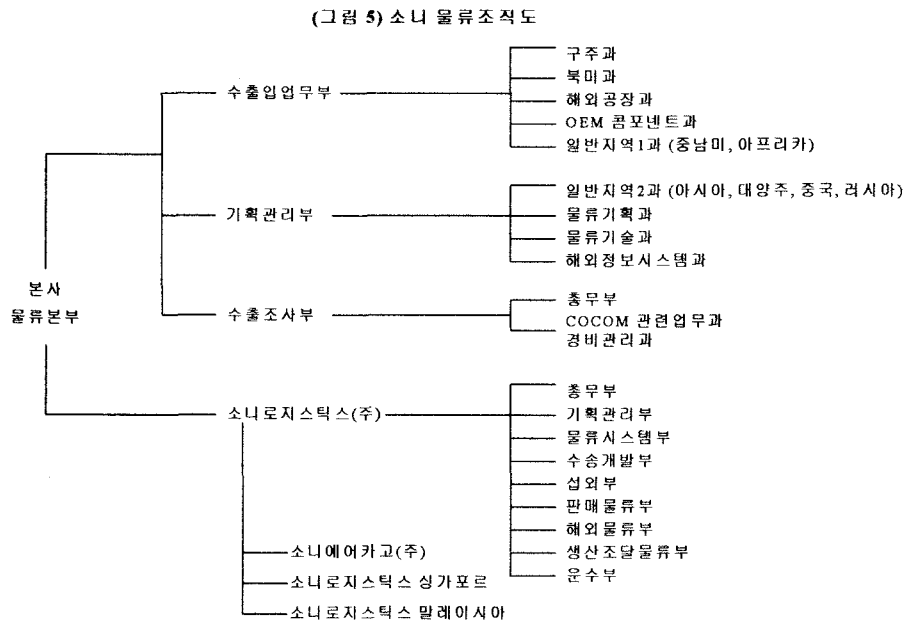 (그림 5) 소니 물류조직도
구주과
북미과
수출입업무부
해외공장과
OEM 콤포넨트과
일반지역1과 (중남미, 아프리카)
일반지역2과 (아시아, 대양주, 중국, 러시아)
기획관리부
물류기획과
물류기술과
해외정보시스템과
본사
물류본부
총무부
수출조사부
COCOM 관련업무과
경비관리과
총무부
소니로지스틱스(주)
기획관리부
물류시스템부
수송개발부
섭외부
판매물류부
해외물류부
소니에어카고(주)
생산조달물류부
운수부
소니로지스틱스 싱가포르
소니로지스틱스 말레이시아